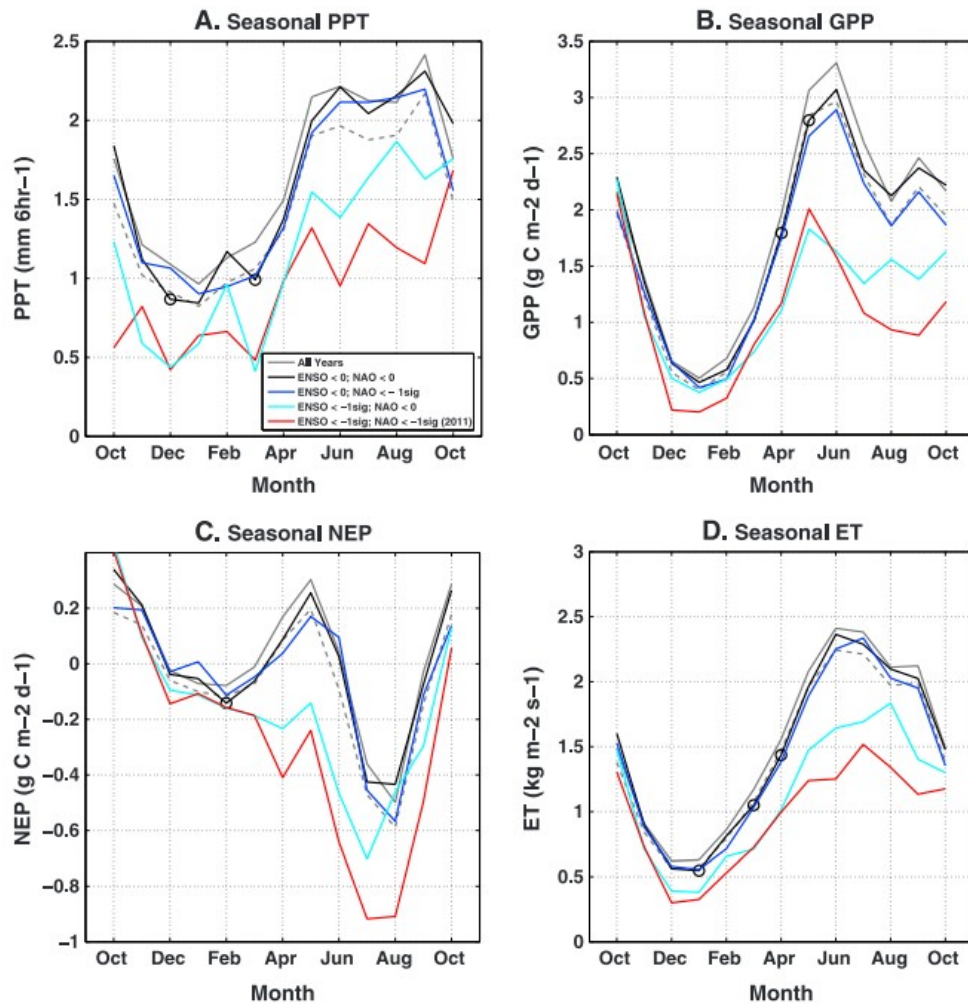 A. Seasonal PPT
PPT (mm 6hr−1)
2.5
2
1.5
1
0.5
0
Oct Dec Feb Apr Jun Aug Oct
Month
All Years
ENSO < 0; NAO < 0
ENSO < 0; NAO < − 1sig
ENSO < −1sig; NAO < 0
ENSO < −1sig; NAO < −1sig (2011)
B. Seasonal GPP
GPP (g C m−2 d−1)
3.5
3
2.5
2
1.5
1
0.5
0
Oct Dec Feb Apr Jun Aug Oct
Month
C. Seasonal NEP
NEP (g C m−2 d−1)
0.2
0
−0.2
−0.4
−0.6
−0.8
−1
Oct Dec Feb Apr Jun Aug Oct
Month
D. Seasonal ET
ET (kg m−2 s−1)
3
2.5
2
1.5
1
0.5
0
Oct Dec Feb Apr Jun Aug Oct
Month